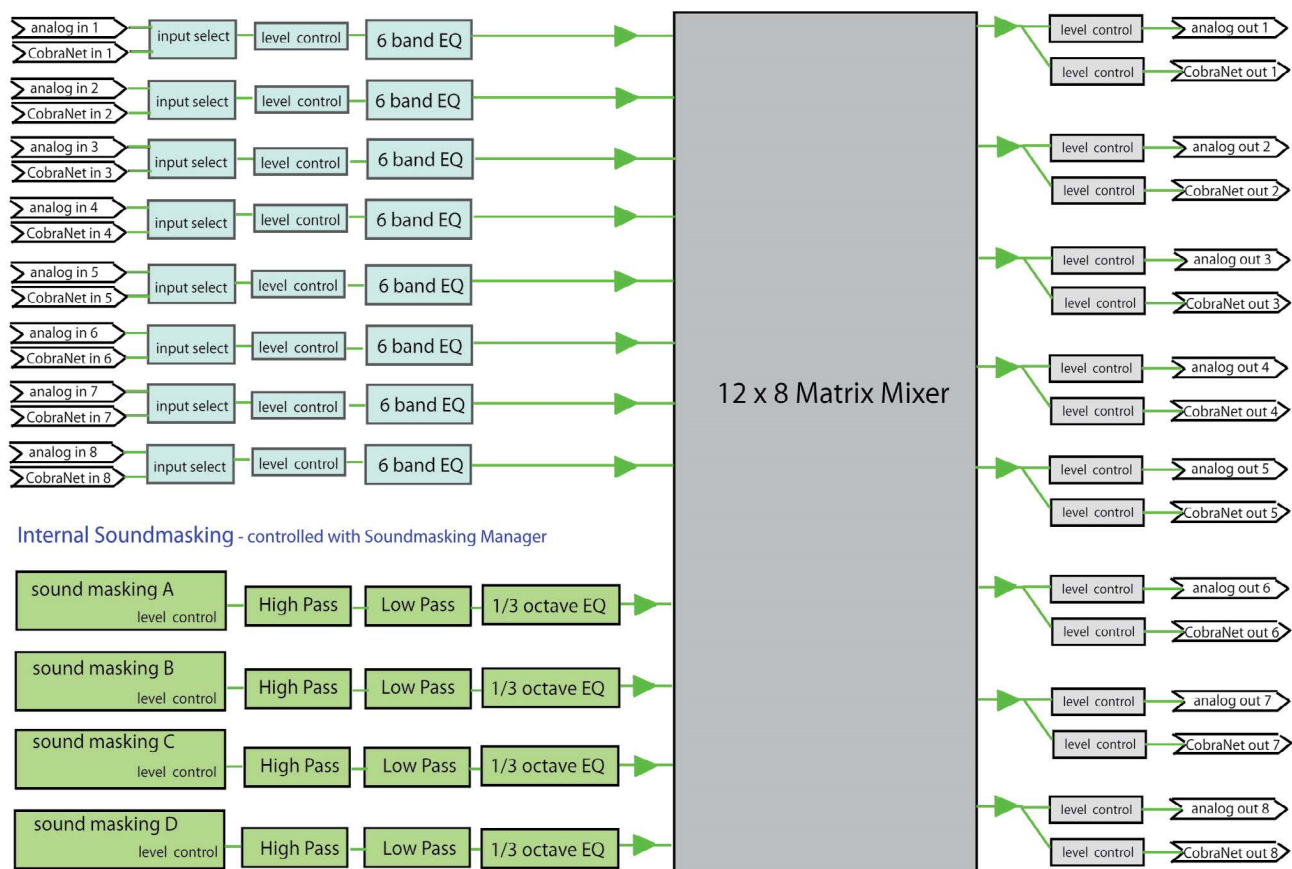 analog in 1
CobraNet in 1
input select
level control
6 band EQ
analog in 2
CobraNet in 2
input select
level control
6 band EQ
analog in 3
CobraNet in 3
input select
level control
6 band EQ
analog in 4
CobraNet in 4
input select
level control
6 band EQ
analog in 5
CobraNet in 5
input select
level control
6 band EQ
analog in 6
CobraNet in 6
input select
level control
6 band EQ
analog in 7
CobraNet in 7
input select
level control
6 band EQ
analog in 8
CobraNet in 8
input select
level control
6 band EQ
Internal Soundmasking - controlled with Soundmasking Manager
sound masking A
level control
High Pass
Low Pass
1/3 octave EQ
sound masking B
level control
High Pass
Low Pass
1/3 octave EQ
sound masking C
level control
High Pass
Low Pass
1/3 octave EQ
sound masking D
level control
High Pass
Low Pass
1/3 octave EQ
12 x 8 Matrix Mixer
level control
analog out 1
level control
CobraNet out 1
level control
analog out 2
level control
CobraNet out 2
level control
analog out 3
level control
CobraNet out 3
level control
analog out 4
level control
CobraNet out 4
level control
analog out 5
level control
CobraNet out 5
level control
analog out 6
level control
CobraNet out 6
level control
analog out 7
level control
CobraNet out 7
level control
analog out 8
level control
CobraNet out 8